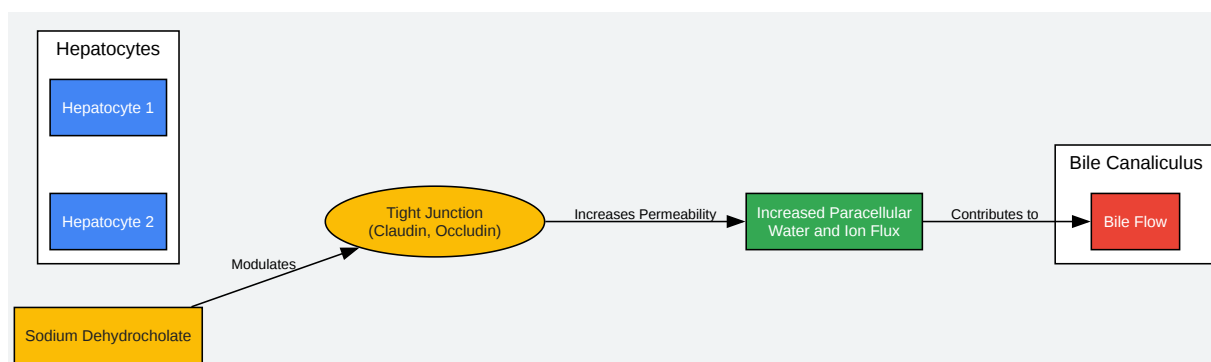 Hepatocytes
Hepatocyte 1
Hepatocyte 2
Sodium Dehydrocholate
Modulates
Tight Junction
(Claudin, Occludin)
Increases Permeability
Increased Paracellular
Water and Ion Flux
Contributes to
Bile Canaliculus
Bile Flow